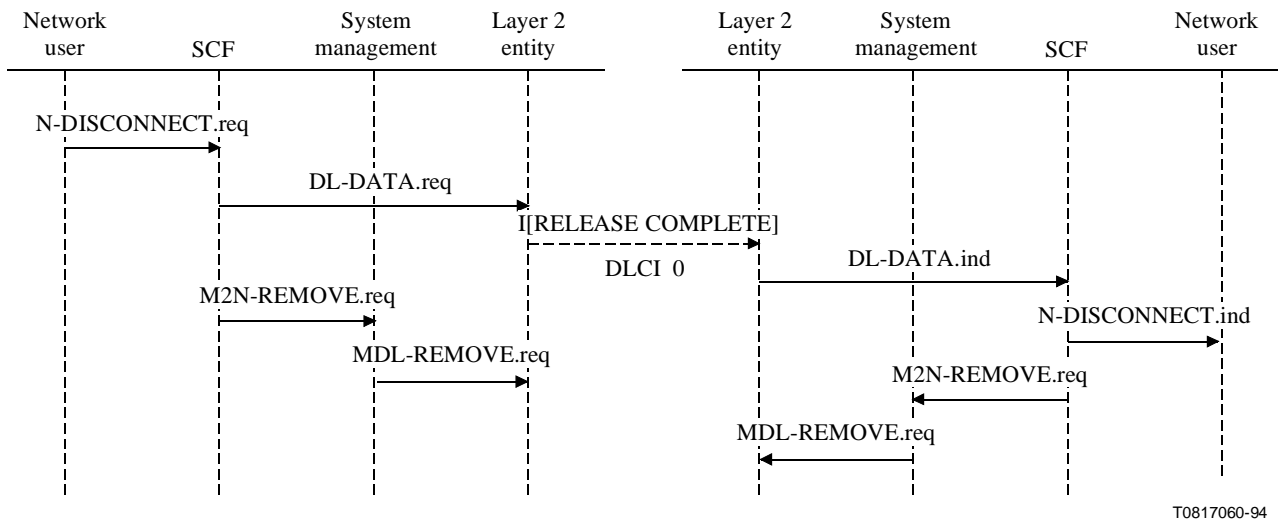 Network
user
SCF
System
management
Layer 2
entity
Layer 2
entity
System
management
SCF
Network
user
N-DISCONNECT.req
DL-DATA.req
I[RELEASE COMPLETE]
DLCI 0
DL-DATA.ind
M2N-REMOVE.req
N-DISCONNECT.ind
MDL-REMOVE.req
M2N-REMOVE.req
MDL-REMOVE.req
T0817060-94